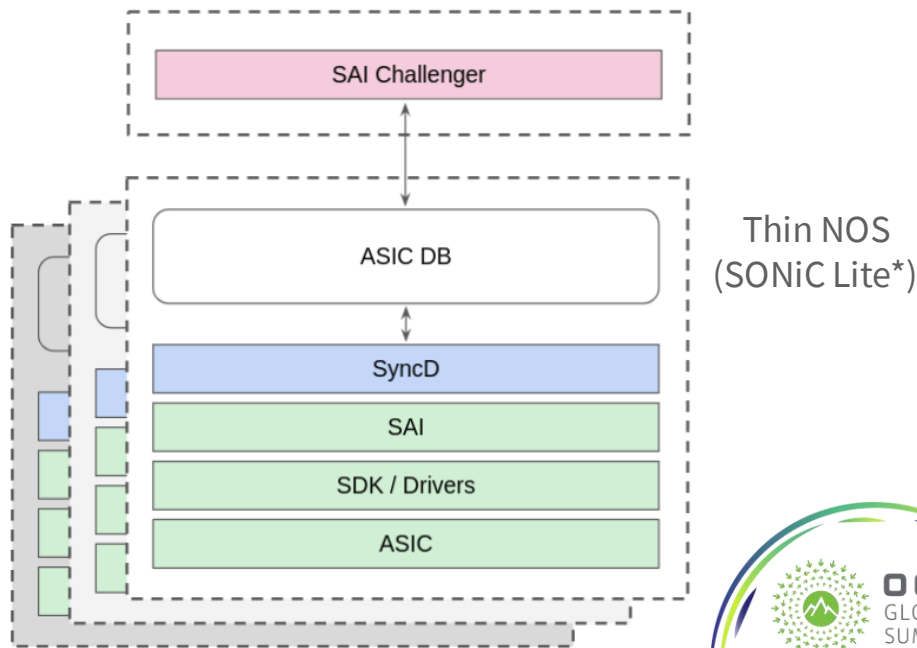 SAI Challenger
ASIC DB
Thin NOS
(SONiC Lite*)
SyncD
SAI
SDK / Drivers
ASIC